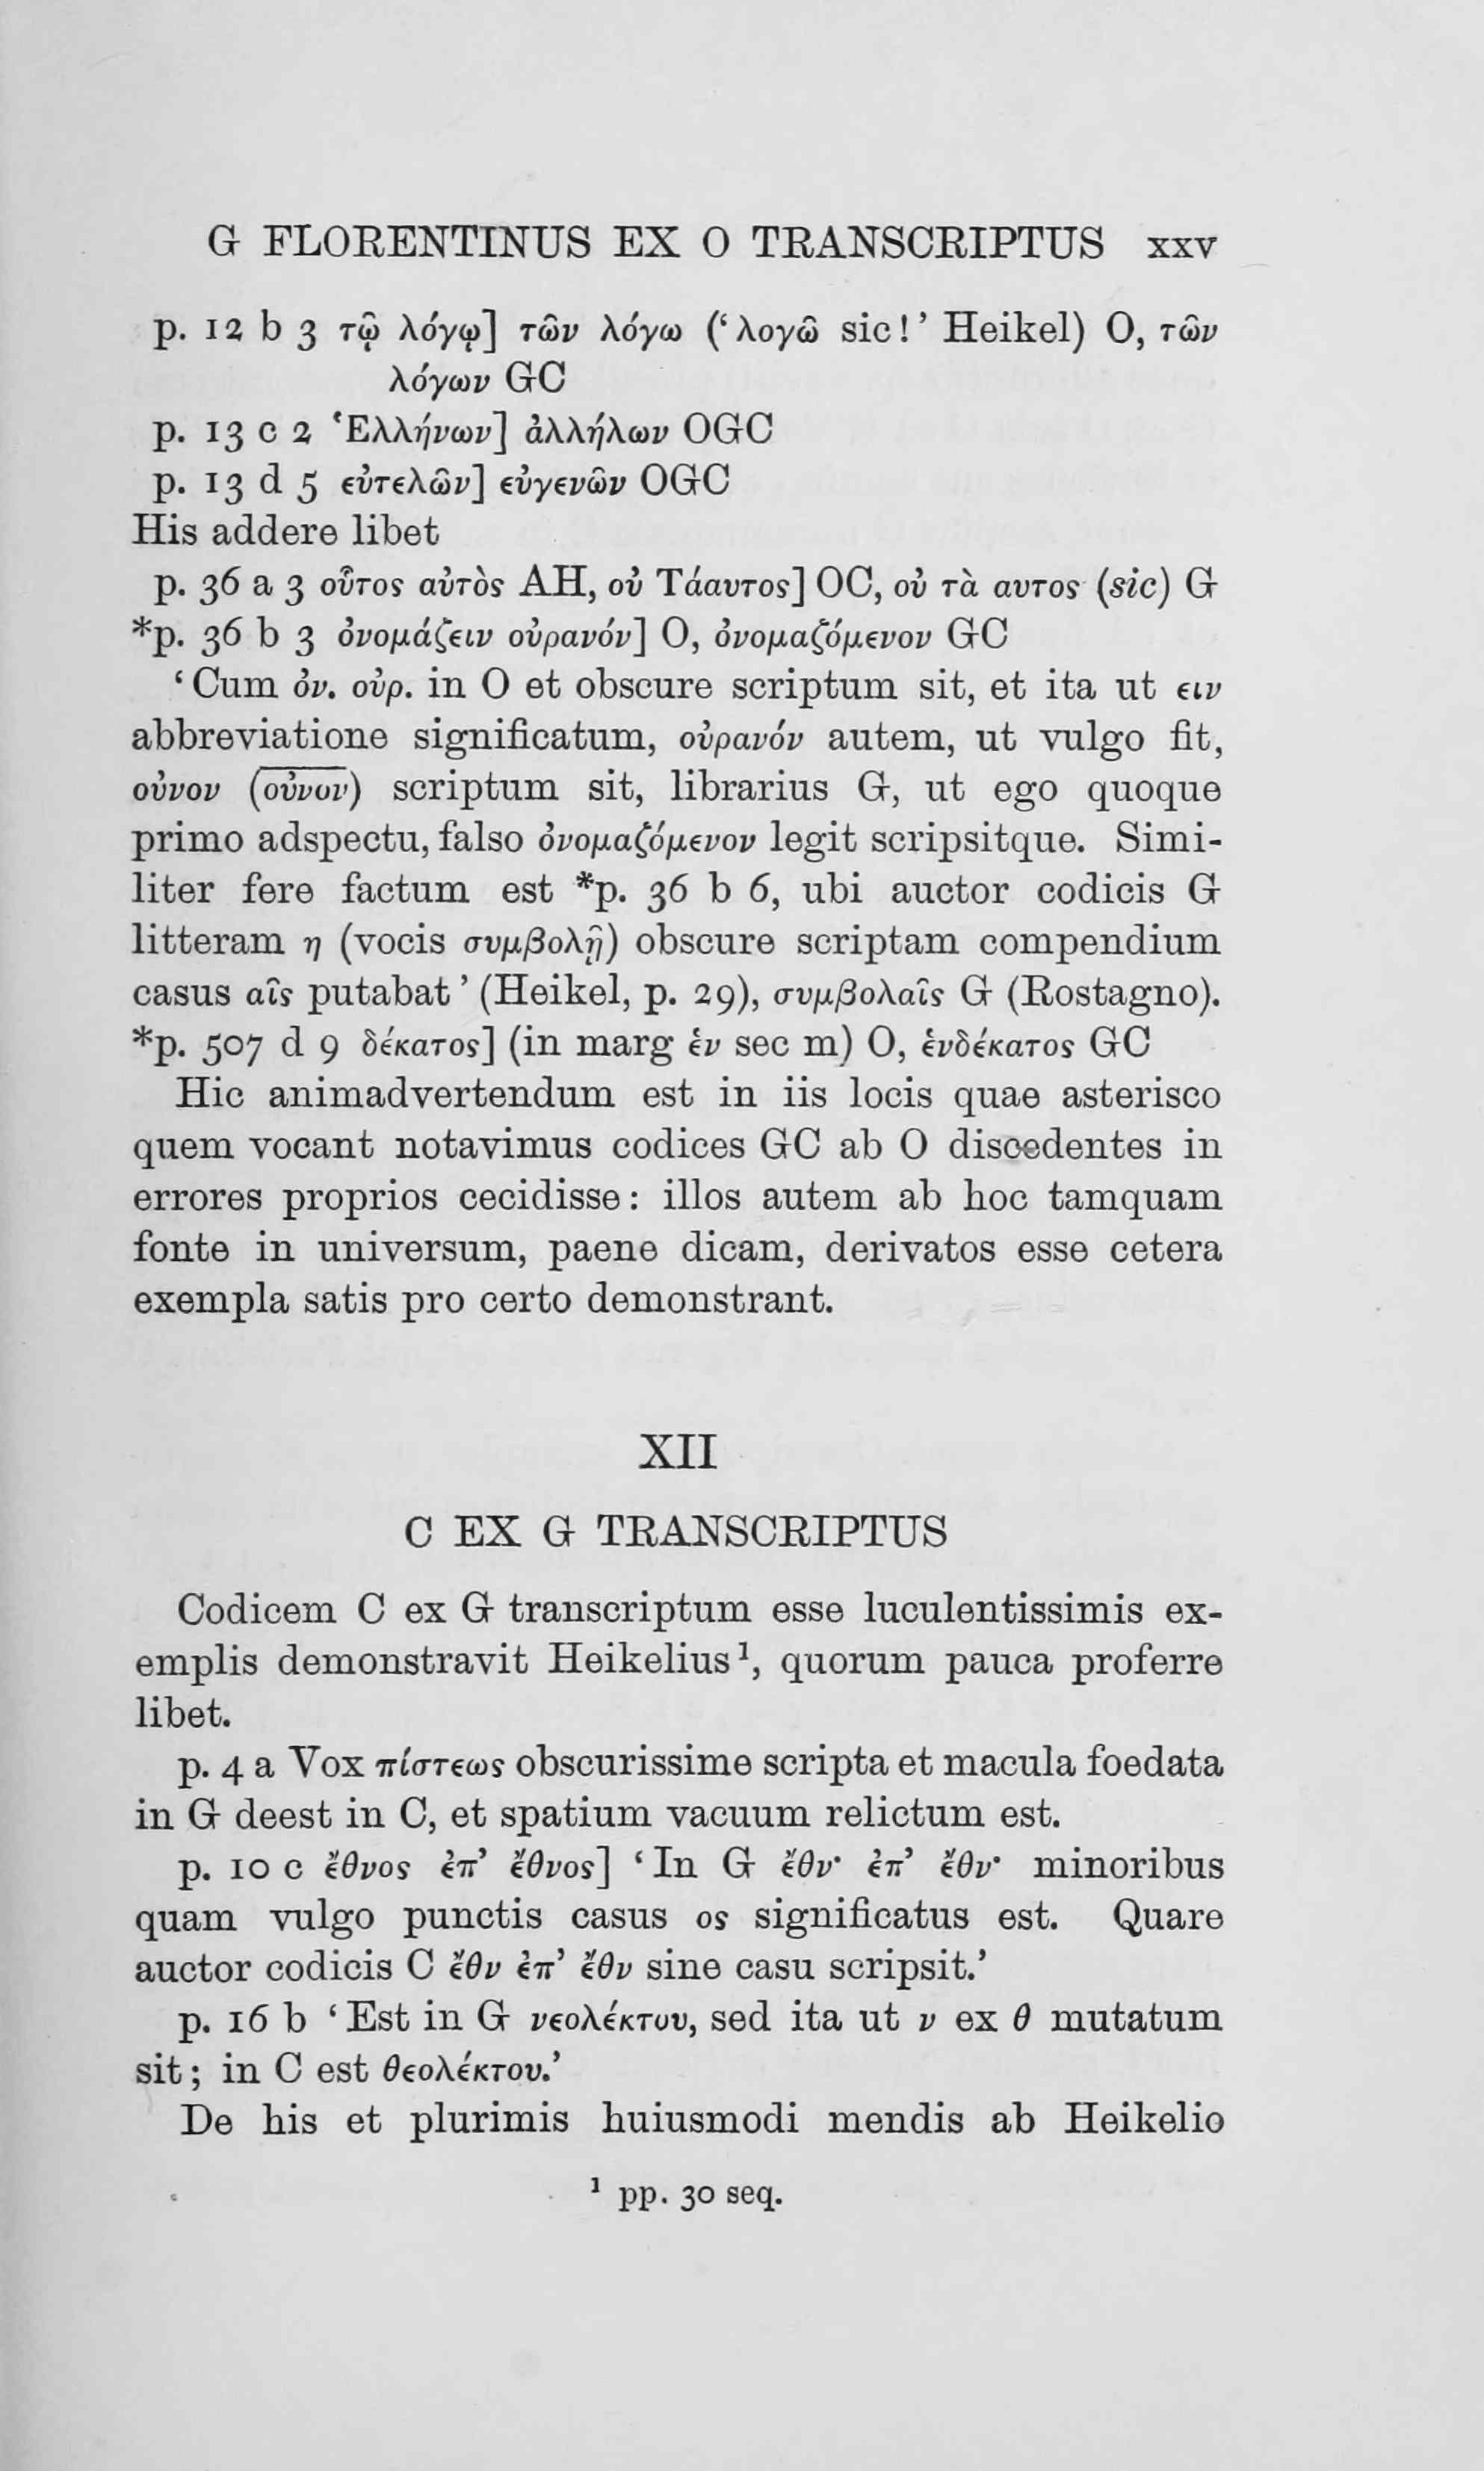 G FLORENTINUS EX O TRANSCRIPTUS xxv
p. 12 b 3 τῷ λόγῳ] τῶν λόγω (‘λογῶ sic!’ Heikel) O, τῶν
λόγων GC
p. 13 c 2 Ἑλλήνων] ἀλλήλων OGC
p. 13 d 5 εὐτελῶν] εὐγενῶν OGC
His addere libet
p. 36 a 3 οὗτος αὐτὸς AH, οὐ Τάαυτος] OC, οὐ τὰ αυτος (sic) G
*p. 36 b 3 ὀνομάζειν οὐρανόν] O, ὀνομαζόμενον GC
‘Cum ὀν. οὐρ. in O et obscure scriptum sit, et ita ut ειν
abbreviatione significatum, οὐρανόν autem, ut vulgo fit,
οὐνον (οὐνον) scriptum sit, librarius G, ut ego quoque
primo adspectu, falso ὀνομαζόμενον legit scripsitque. Simi-
liter fere factum est *p. 36 b 6, ubi auctor codicis G
litteram η (vocis συμβολῇ) obscure scriptam compendium
casus αῖς putabat’ (Heikel, p. 29), συμβολαῖς G (Rostagno).
*p. 507 d 9 δέκατος] (in marg ἑν sec m) O, ἑνδέκατος GC
Hic animadvertendum est in iis locis quae asterisco
quem vocant notavimus codices GC ab O discedentes in
errores proprios cecidisse: illos autem ab hoc tamquam
fonte in universum, paene dicam, derivatos esse cetera
exempla satis pro certo demonstrant.
XII
C EX G TRANSCRIPTUS
Codicem C ex G transcriptum esse luculentissimis ex-
emplis demonstravit Heikelius¹, quorum pauca proferre
libet.
p. 4 a Vox πίστεως obscurissime scripta et macula foedata
in G deest in C, et spatium vacuum relictum est.
p. 10 c ἔθνος ἐπ’ ἔθνος] ‘In G ἔθν· ἐπ’ ἔθν· minoribus
quam vulgo punctis casus ος significatus est. Quare
auctor codicis C ἔθν ἐπ’ ἔθν sine casu scripsit.’
p. 16 b ‘Est in G νεολέκτου, sed ita ut ν ex θ mutatum
sit; in C est θεολέκτου.’
De his et plurimis huiusmodi mendis ab Heikelio
¹ pp. 30 seq.